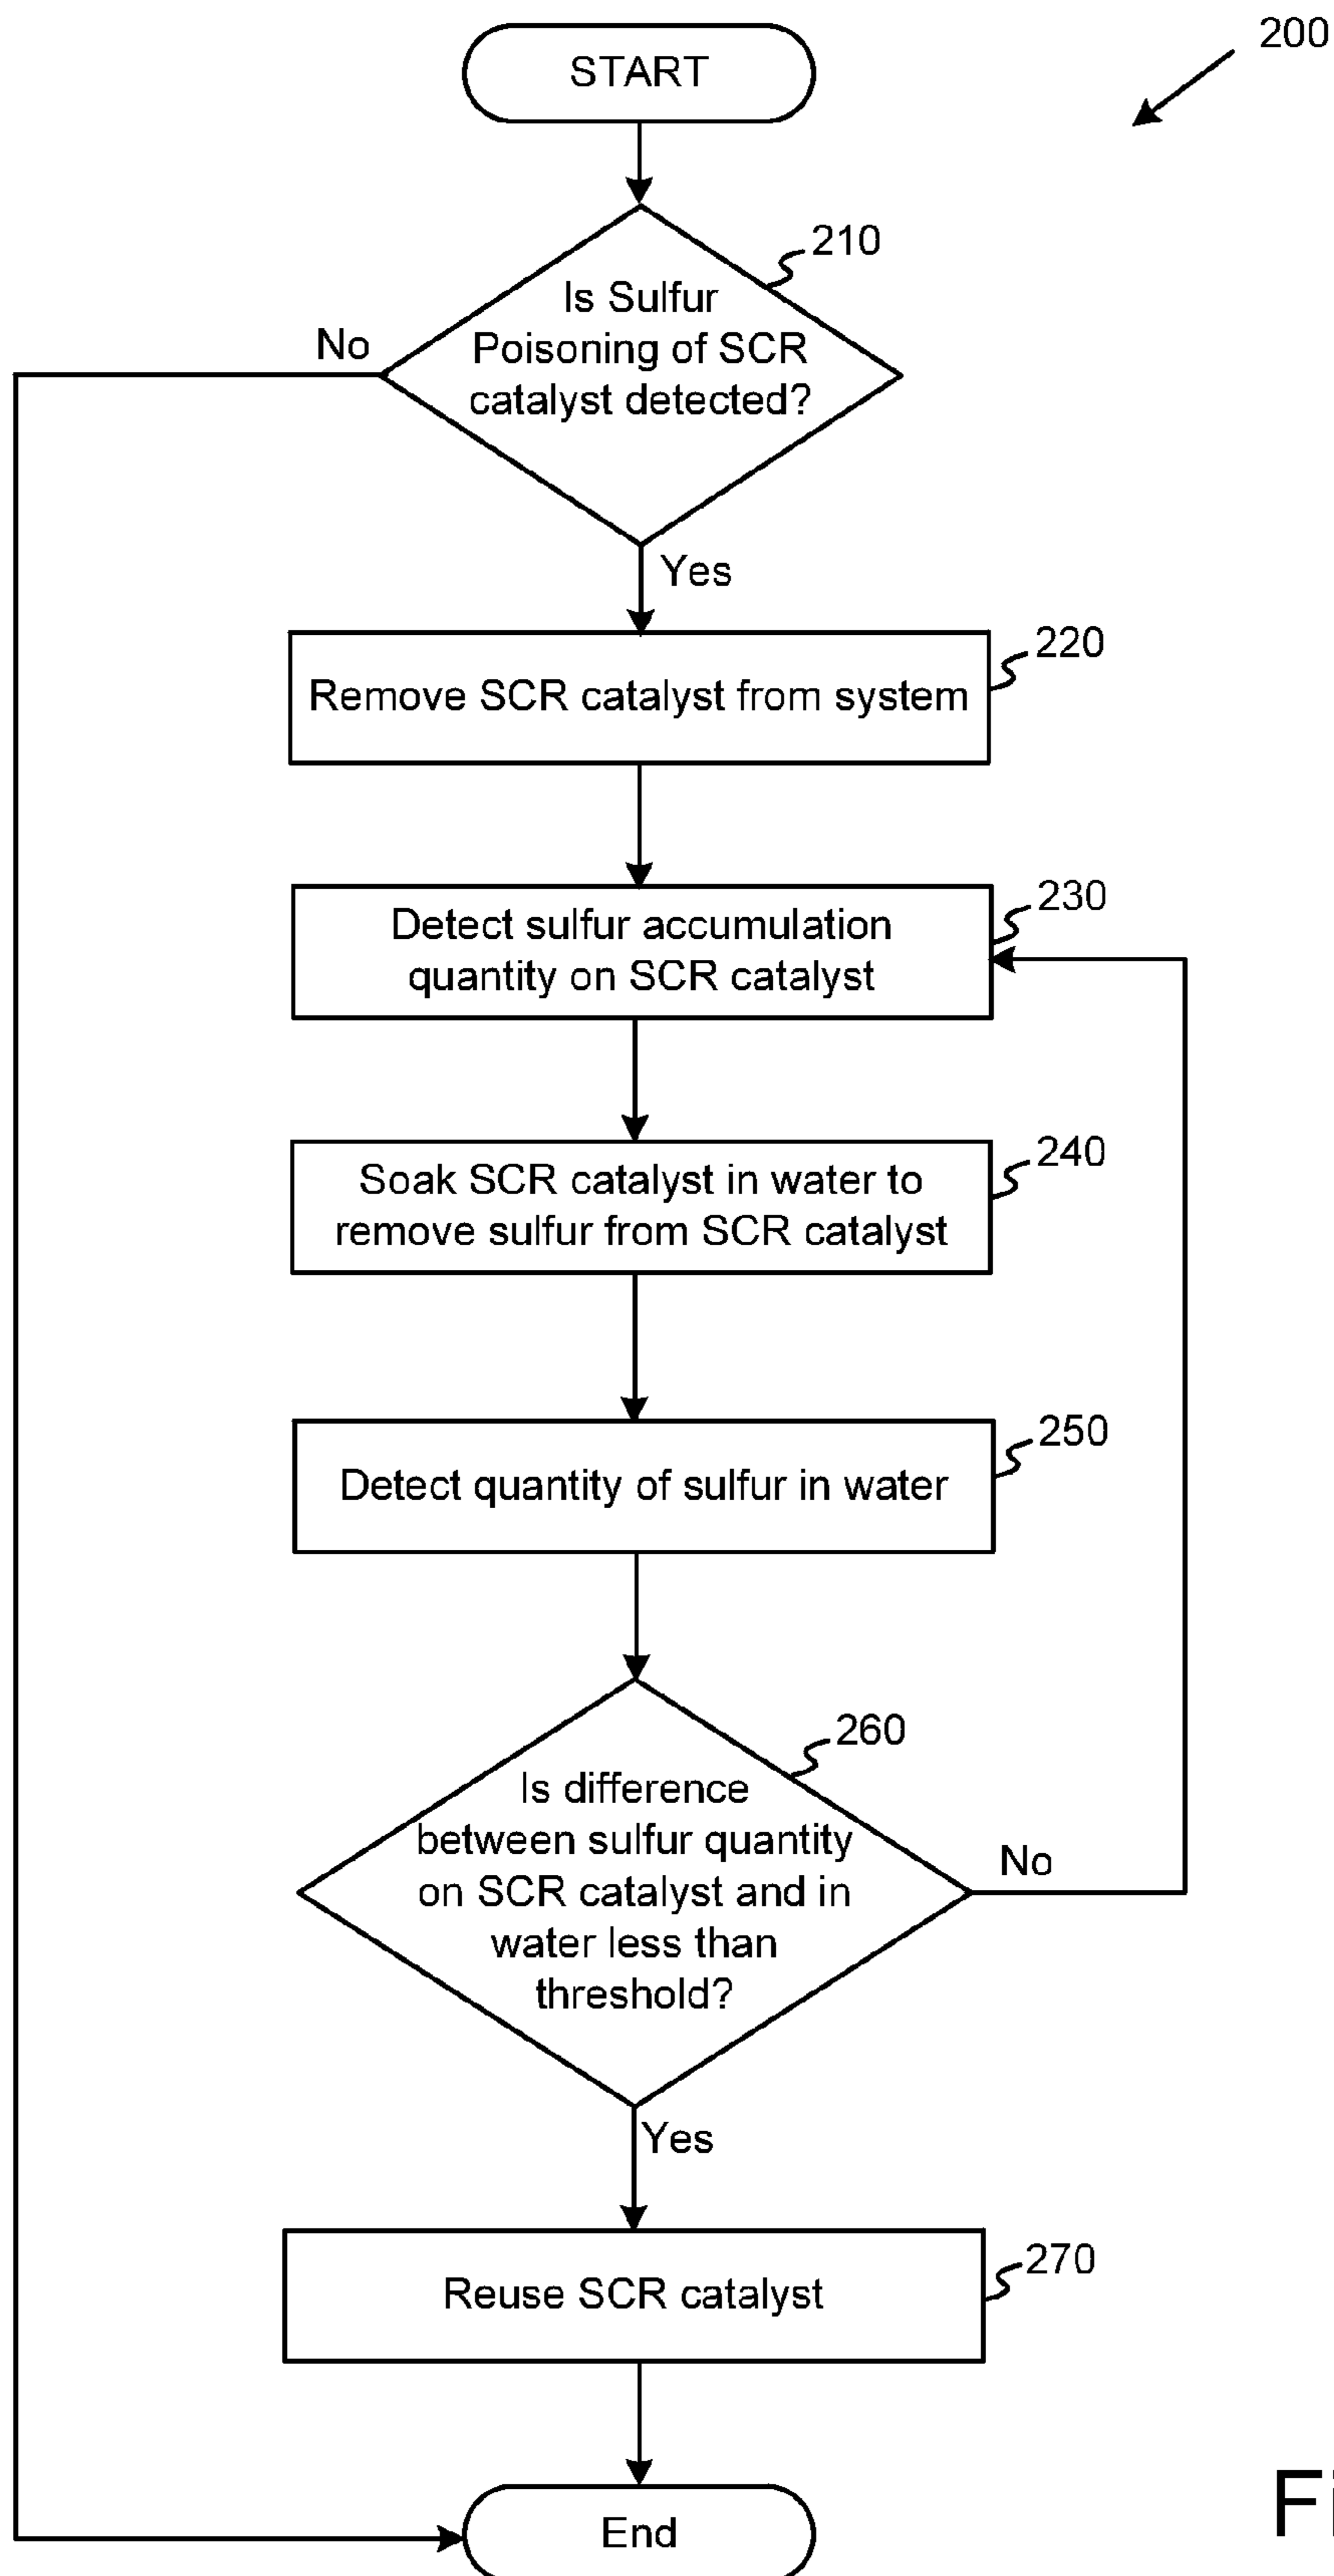 200
START
210
Is Sulfur
Poisoning of SCR
catalyst detected?
No
Yes
220
Remove SCR catalyst from system
230
Detect sulfur accumulation
quantity on SCR catalyst
240
Soak SCR catalyst in water to
remove sulfur from SCR catalyst
250
Detect quantity of sulfur in water
260
Is difference
between sulfur quantity
on SCR catalyst and in
water less than
threshold?
No
Yes
270
Reuse SCR catalyst
End